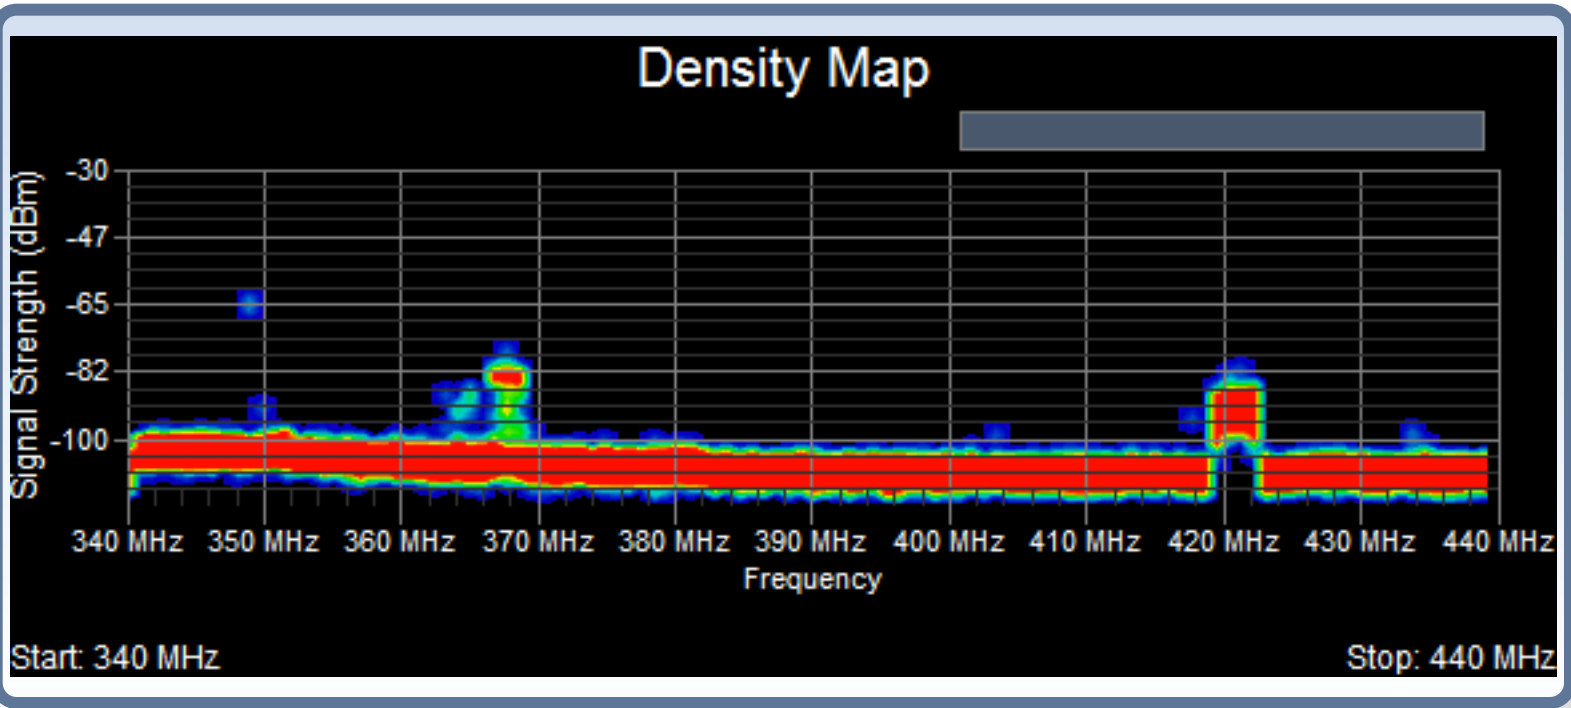 Density Map
Signal Strength (dBm)
-30
-47
-65
-82
-100
340 MHz 350 MHz 360 MHz 370 MHz 380 MHz 390 MHz 400 MHz 410 MHz 420 MHz 430 MHz 440 MHz
Frequency
Start: 340 MHz Stop: 440 MHz